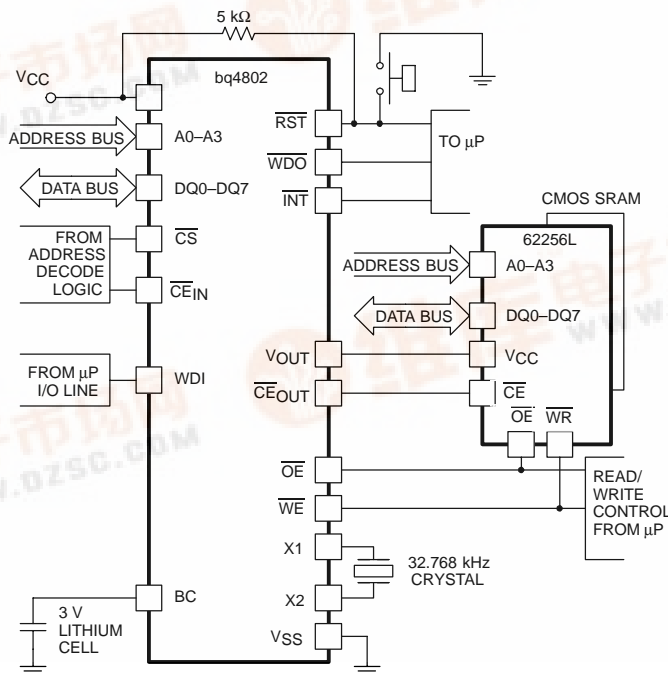 5 kΩ
VCC
bq4802
ADDRESS BUS
A0–A3
DATA BUS
DQ0–DQ7
FROM
ADDRESS
DECODE
LOGIC
CS
CEIN
FROM μP
I/O LINE
WDI
BC
3 V
LITHIUM
CELL
RST
WDO
INT
TO μP
VOUT
CEOUT
OE
WE
X1
X2
VSS
32.768 kHz
CRYSTAL
CMOS SRAM
62256L
ADDRESS BUS
A0–A3
DATA BUS
DQ0–DQ7
VCC
CE
OE WR
READ/
WRITE
CONTROL
FROM μP
WWW.DZSC.COM